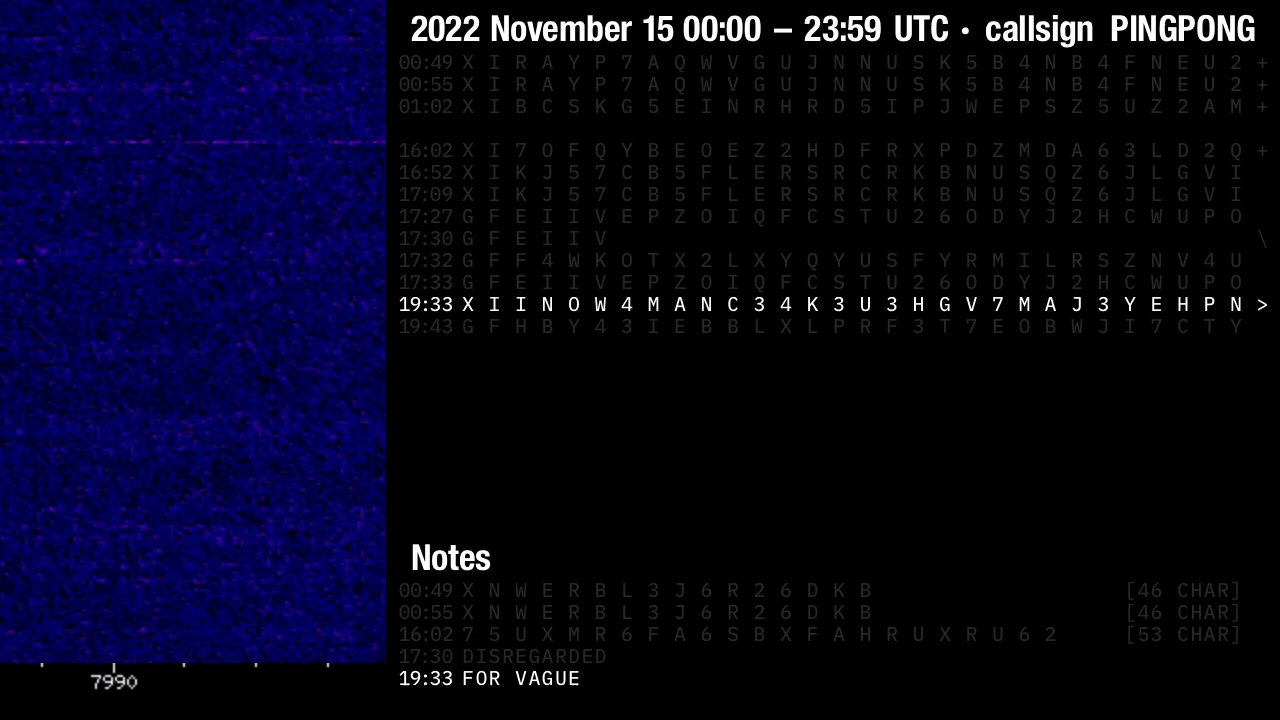 2022 November 15 00:00 – 23:59 UTC · callsign PINGPONG
00:49 X I R A Y P 7 A Q W V G U J N N U S K 5 B 4 N B 4 F N E U 2 +
00:55 X I R A Y P 7 A Q W V G U J N N U S K 5 B 4 N B 4 F N E U 2 +
01:02 X I B C S K G 5 E I N R H R D 5 I P J W E P S Z 5 U Z 2 A M +
16:02 X I 7 O F Q Y B E O E Z 2 H D F R X P D Z M D A 6 3 L D 2 Q +
16:52 X I K J 5 7 C B 5 F L E R S R C R K B N U S Q Z 6 J L G V I
17:09 X I K J 5 7 C B 5 F L E R S R C R K B N U S Q Z 6 J L G V I
17:27 G F E I I V E P Z O I Q F C S T U 2 6 O D Y J 2 H C W U P O
17:30 G F E I I V \
17:32 G F F 4 W K O T X 2 L X Y Q Y U S F Y R M I L R S Z N V 4 U
17:33 G F E I I V E P Z O I Q F C S T U 2 6 O D Y J 2 H C W U P O
19:33 X I I N O W 4 M A N C 3 4 K 3 U 3 H G V 7 M A J 3 Y E H P N >
19:43 G F H B Y 4 3 I E B B L X L P R F 3 T 7 E O B W J I 7 C T Y
Notes
00:49 X N W E R B L 3 J 6 R 2 6 D K B [46 CHAR]
00:55 X N W E R B L 3 J 6 R 2 6 D K B [46 CHAR]
16:02 7 5 U X M R 6 F A 6 S B X F A H R U X R U 6 2 [53 CHAR]
17:30 DISREGARDED
19:33 FOR VAGUE
7990